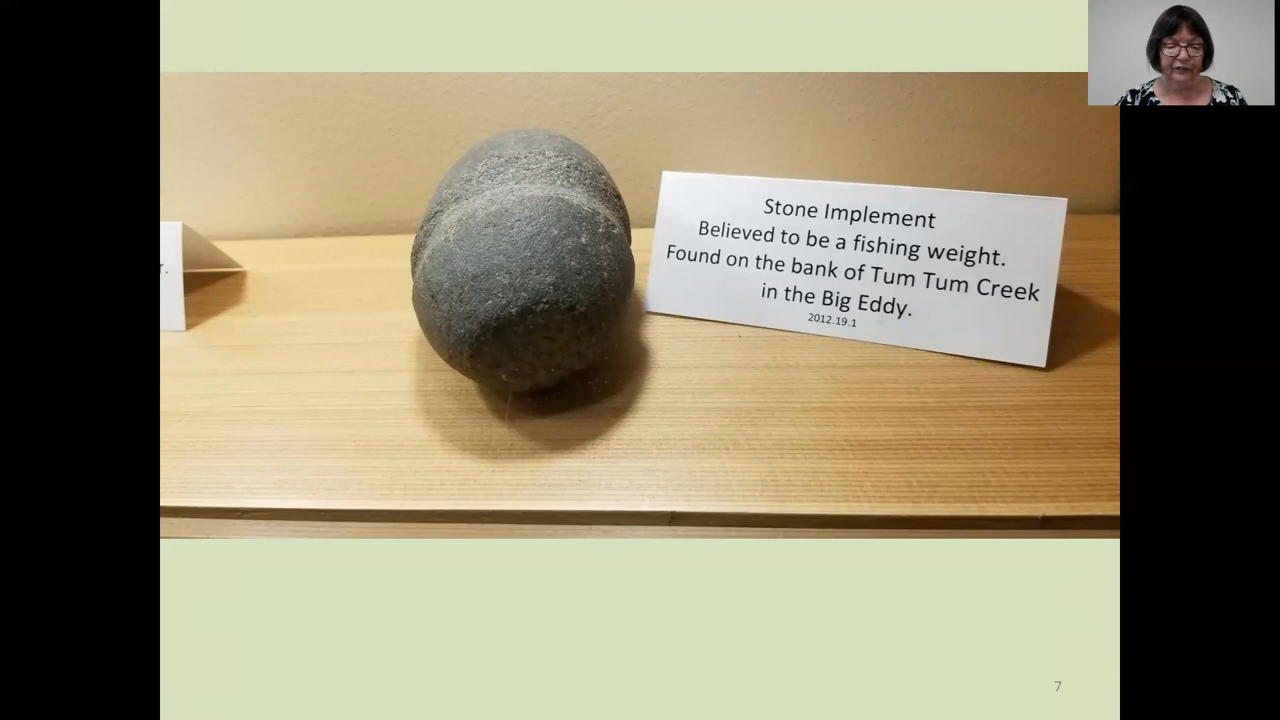 r.
Stone Implement
Believed to be a fishing weight.
Found on the bank of Tum Tum Creek
in the Big Eddy.
2012.19.1
7